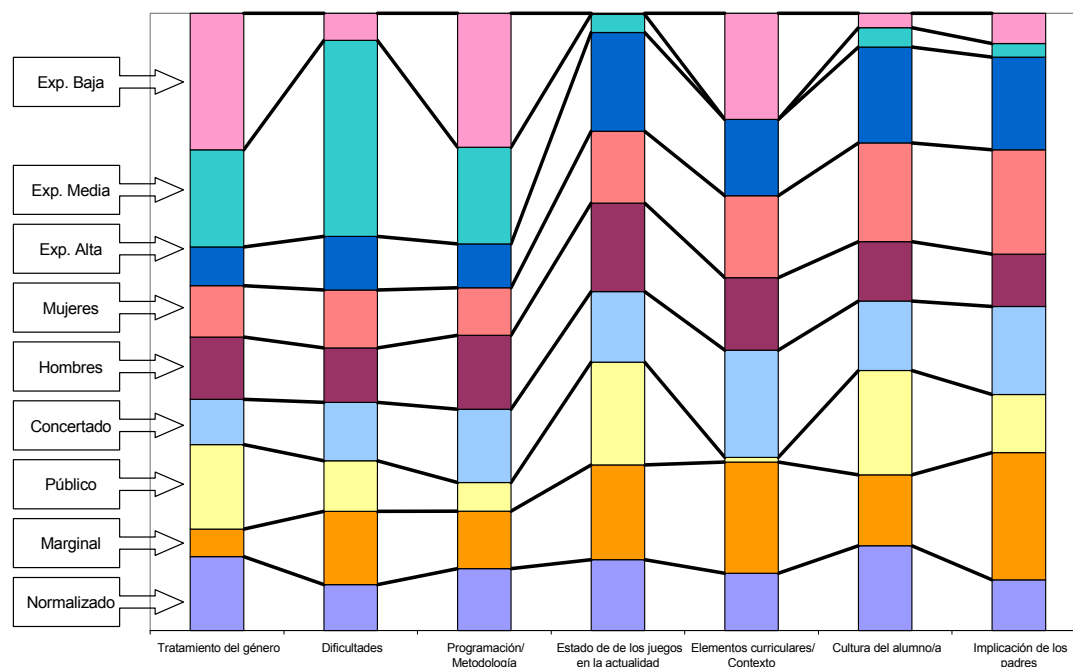 Exp. Baja
Exp. Media
Exp. Alta
Mujeres
Hombres
Concertado
Público
Marginal
Normalizado
Tratamiento del género
Dificultades
Programación/
Metodología
Estado de de los juegos
en la actualidad
Elementos curriculares/
Contexto
Cultura del alumno/a
Implicación de los
padres